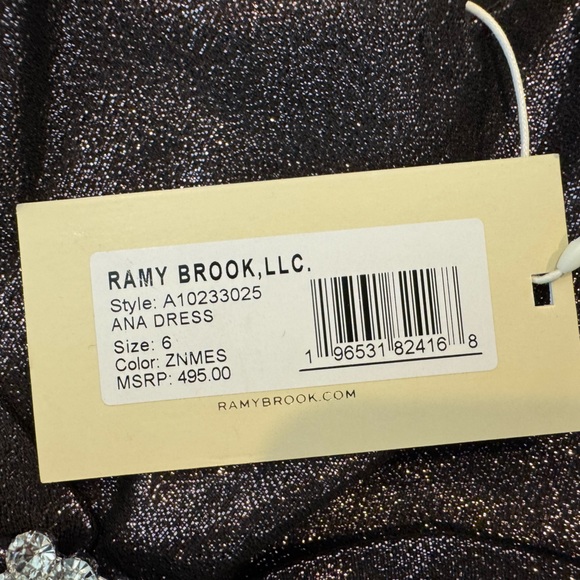 RAMY BROOK,LLC.
Style: A10233025
ANA DRESS
Size: 6
Color: ZNMES
MSRP: 495.00
1 96531 82416 8
RAMYBROOK.COM